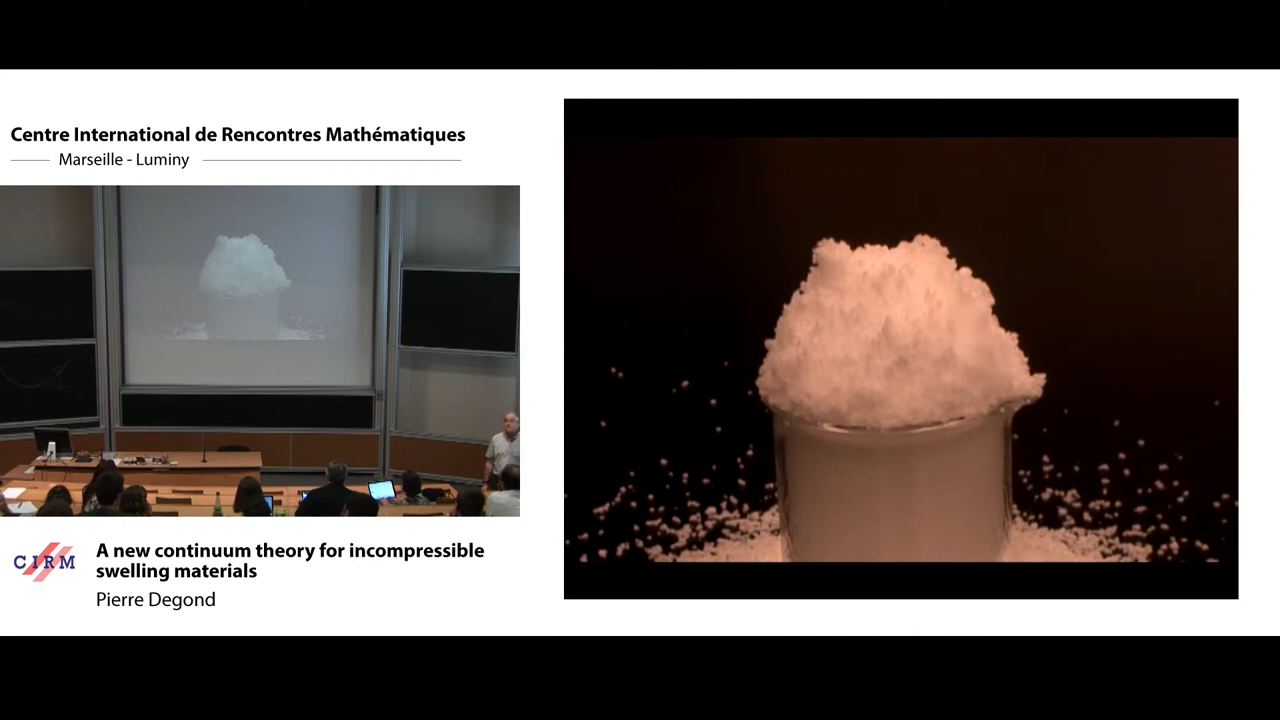 Centre International de Rencontres Mathématiques
Marseille - Luminy
CIRM
A new continuum theory for incompressible
swelling materials
Pierre Degond